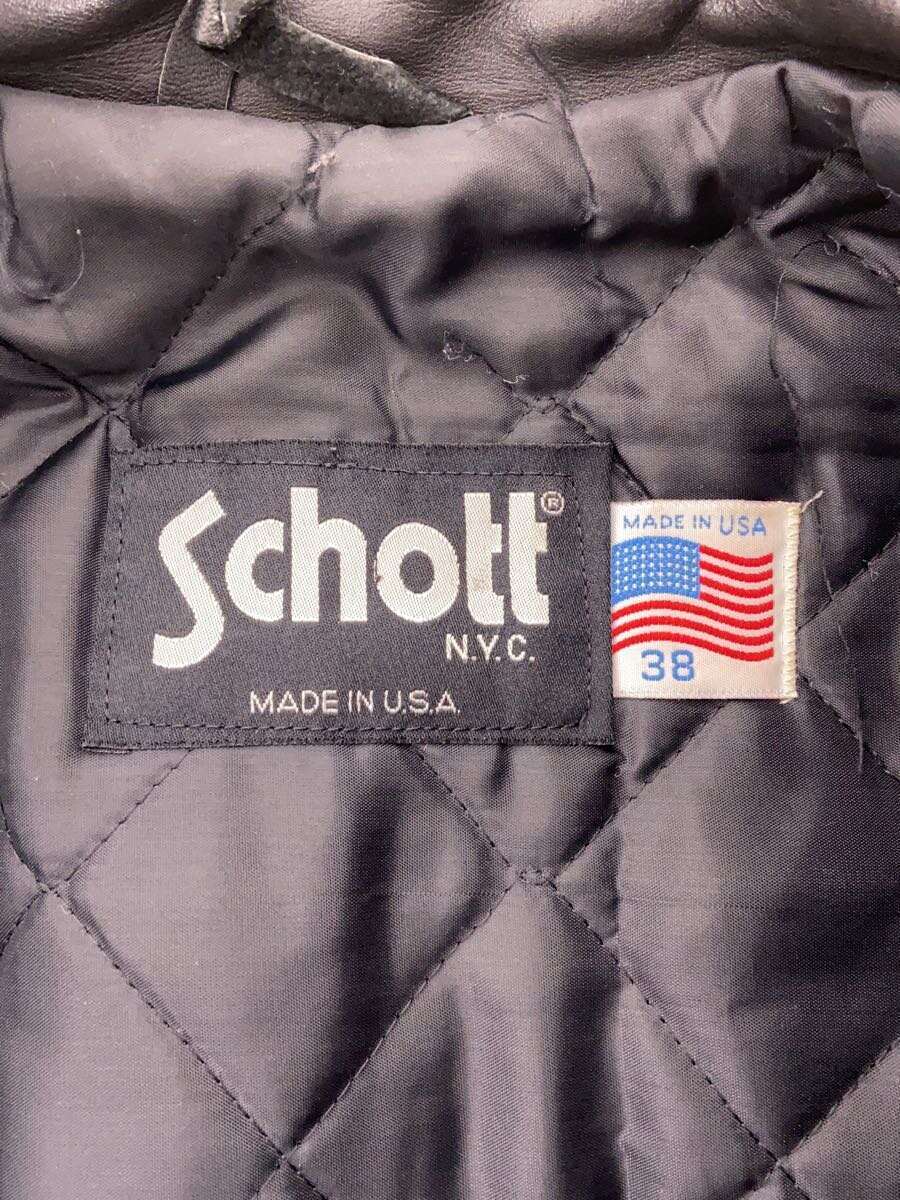 Schott®
N.Y.C.
MADE IN U.S.A.
MADE IN USA
38